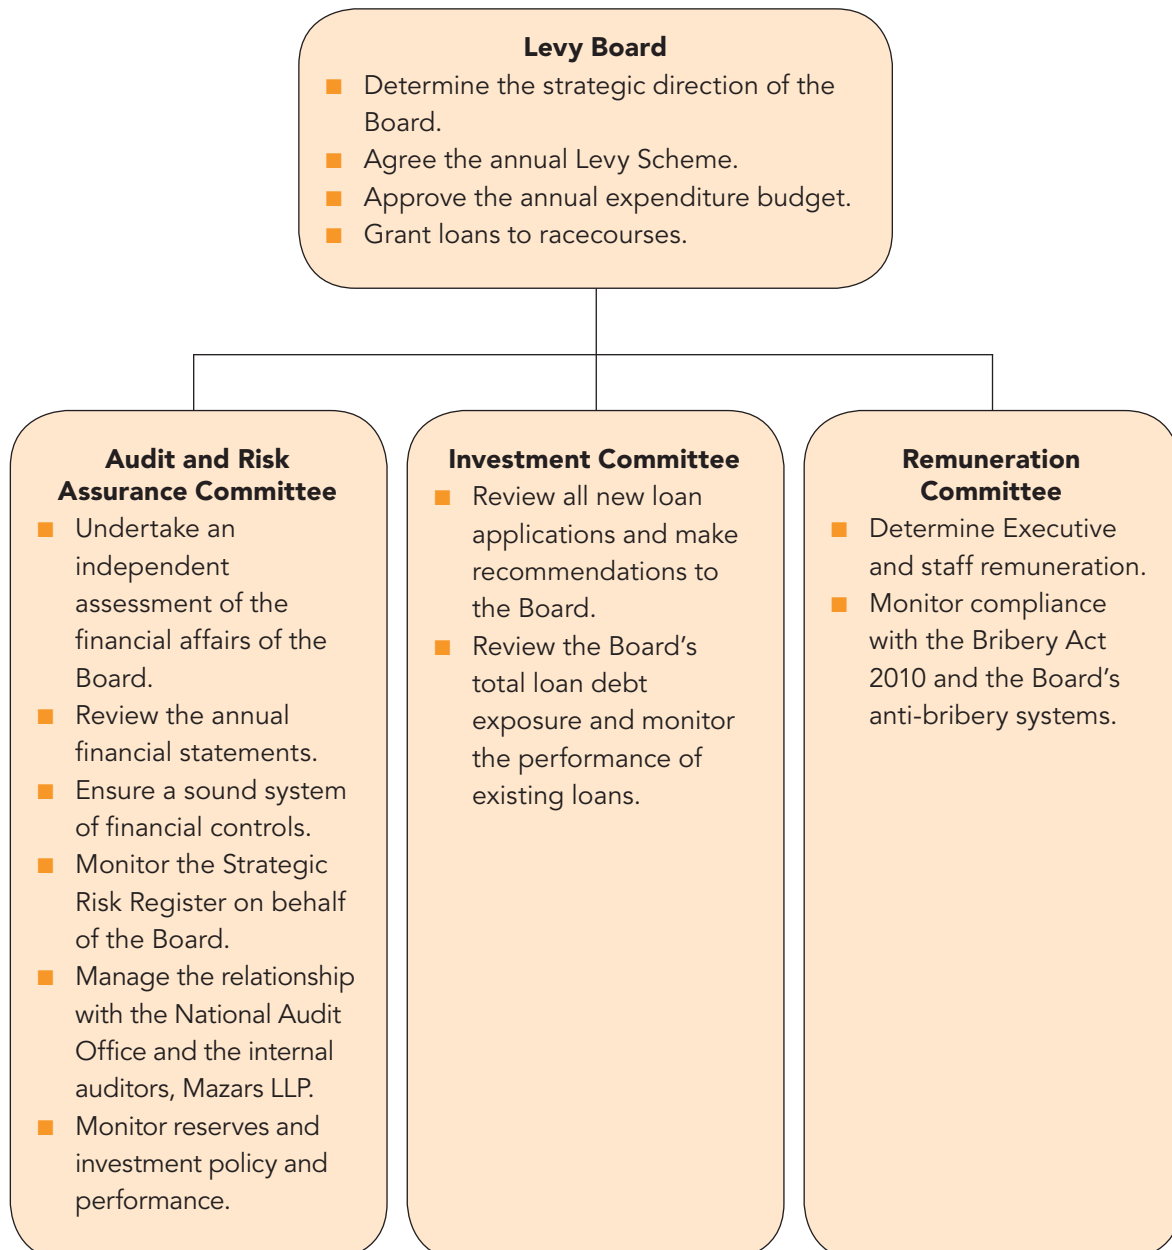 Levy Board
■ Determine the strategic direction of the
Board.
■ Agree the annual Levy Scheme.
■ Approve the annual expenditure budget.
■ Grant loans to racecourses.
Audit and Risk
Assurance Committee
■ Undertake an
independent
assessment of the
financial affairs of the
Board.
■ Review the annual
financial statements.
■ Ensure a sound system
of financial controls.
■ Monitor the Strategic
Risk Register on behalf
of the Board.
■ Manage the relationship
with the National Audit
Office and the internal
auditors, Mazars LLP.
■ Monitor reserves and
investment policy and
performance.
Investment Committee
■ Review all new loan
applications and make
recommendations to
the Board.
■ Review the Board’s
total loan debt
exposure and monitor
the performance of
existing loans.
Remuneration
Committee
■ Determine Executive
and staff remuneration.
■ Monitor compliance
with the Bribery Act
2010 and the Board’s
anti-bribery systems.